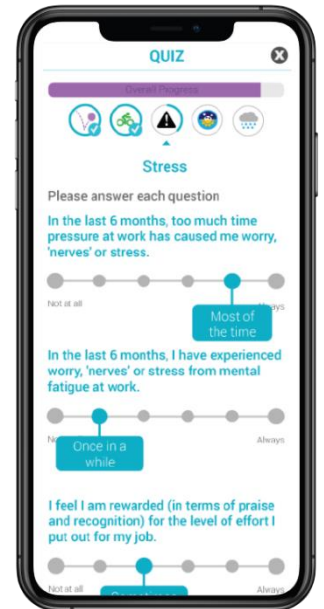 QUIZ
Overall Progress
Stress
Please answer each question
In the last 6 months, too much time
pressure at work has caused me worry,
'nerves' or stress.
Not at all
Most of
the time
In the last 6 months, I have experienced
worry, 'nerves' or stress from mental
fatigue at work.
Once in a
while
Always
I feel I am rewarded (in terms of praise
and recognition) for the level of effort I
put out for my job.
Not at all
Sometimes
Always